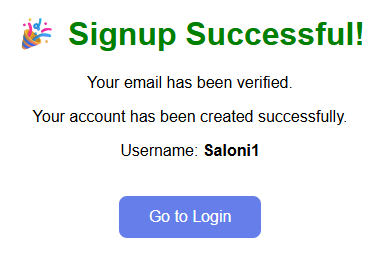 🎉 Signup Successful!
Your email has been verified.
Your account has been created successfully.
Username: Saloni1
Go to Login